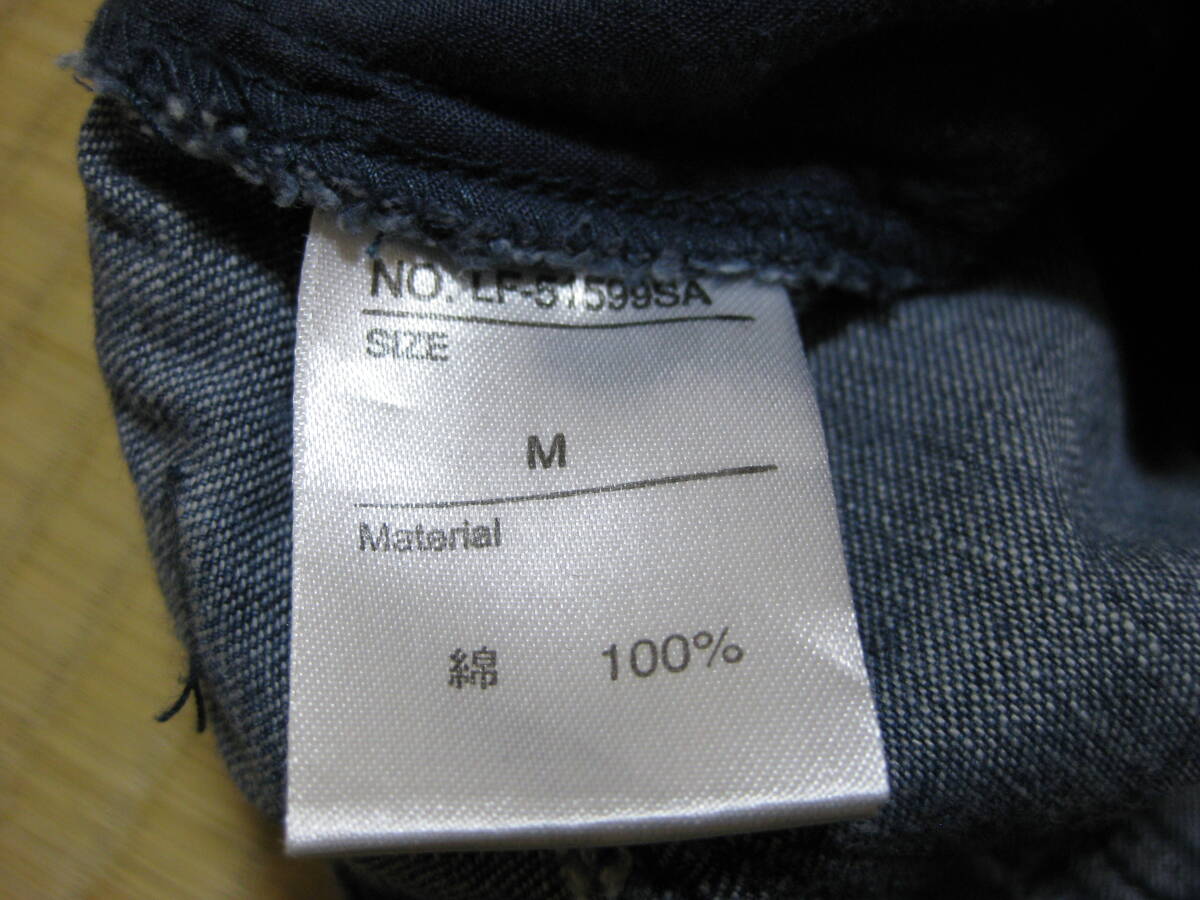 NO. LF-51599SA
SIZE
M
Material
綿 100%